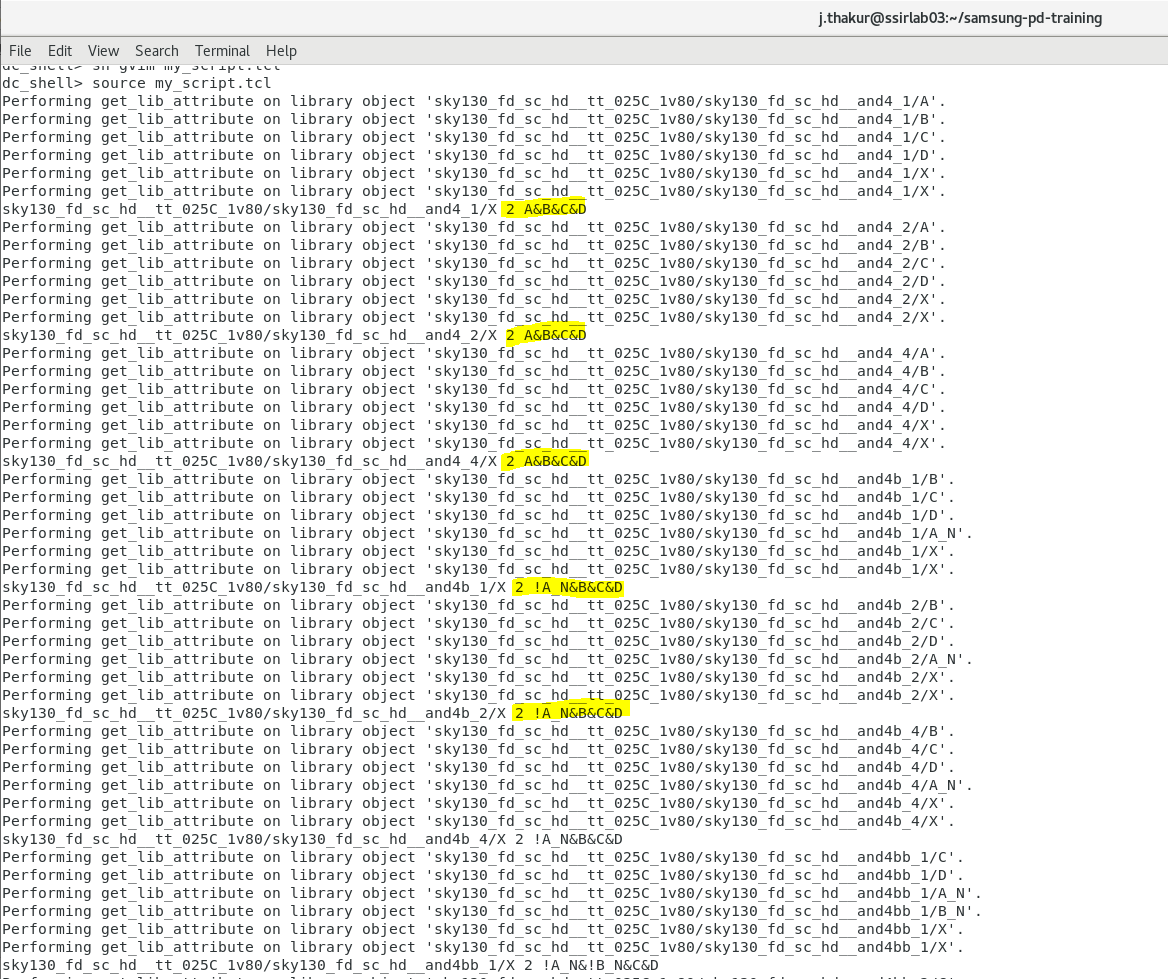 j.thakur@ssirlab03:~/samsung-pd-training
File Edit View Search Terminal Help
dc_shell> sh gvim my_script.tcl
dc_shell> source my_script.tcl
Performing get_lib_attribute on library object 'sky130_fd_sc_hd__tt_025C_1v80/sky130_fd_sc_hd__and4_1/A'.
Performing get_lib_attribute on library object 'sky130_fd_sc_hd__tt_025C_1v80/sky130_fd_sc_hd__and4_1/B'.
Performing get_lib_attribute on library object 'sky130_fd_sc_hd__tt_025C_1v80/sky130_fd_sc_hd__and4_1/C'.
Performing get_lib_attribute on library object 'sky130_fd_sc_hd__tt_025C_1v80/sky130_fd_sc_hd__and4_1/D'.
Performing get_lib_attribute on library object 'sky130_fd_sc_hd__tt_025C_1v80/sky130_fd_sc_hd__and4_1/X'.
Performing get_lib_attribute on library object 'sky130_fd_sc_hd__tt_025C_1v80/sky130_fd_sc_hd__and4_1/X'.
sky130_fd_sc_hd__tt_025C_1v80/sky130_fd_sc_hd__and4_1/X 2 A&B&C&D
Performing get_lib_attribute on library object 'sky130_fd_sc_hd__tt_025C_1v80/sky130_fd_sc_hd__and4_2/A'.
Performing get_lib_attribute on library object 'sky130_fd_sc_hd__tt_025C_1v80/sky130_fd_sc_hd__and4_2/B'.
Performing get_lib_attribute on library object 'sky130_fd_sc_hd__tt_025C_1v80/sky130_fd_sc_hd__and4_2/C'.
Performing get_lib_attribute on library object 'sky130_fd_sc_hd__tt_025C_1v80/sky130_fd_sc_hd__and4_2/D'.
Performing get_lib_attribute on library object 'sky130_fd_sc_hd__tt_025C_1v80/sky130_fd_sc_hd__and4_2/X'.
Performing get_lib_attribute on library object 'sky130_fd_sc_hd__tt_025C_1v80/sky130_fd_sc_hd__and4_2/X'.
sky130_fd_sc_hd__tt_025C_1v80/sky130_fd_sc_hd__and4_2/X 2 A&B&C&D
Performing get_lib_attribute on library object 'sky130_fd_sc_hd__tt_025C_1v80/sky130_fd_sc_hd__and4_4/A'.
Performing get_lib_attribute on library object 'sky130_fd_sc_hd__tt_025C_1v80/sky130_fd_sc_hd__and4_4/B'.
Performing get_lib_attribute on library object 'sky130_fd_sc_hd__tt_025C_1v80/sky130_fd_sc_hd__and4_4/C'.
Performing get_lib_attribute on library object 'sky130_fd_sc_hd__tt_025C_1v80/sky130_fd_sc_hd__and4_4/D'.
Performing get_lib_attribute on library object 'sky130_fd_sc_hd__tt_025C_1v80/sky130_fd_sc_hd__and4_4/X'.
Performing get_lib_attribute on library object 'sky130_fd_sc_hd__tt_025C_1v80/sky130_fd_sc_hd__and4_4/X'.
sky130_fd_sc_hd__tt_025C_1v80/sky130_fd_sc_hd__and4_4/X 2 A&B&C&D
Performing get_lib_attribute on library object 'sky130_fd_sc_hd__tt_025C_1v80/sky130_fd_sc_hd__and4b_1/B'.
Performing get_lib_attribute on library object 'sky130_fd_sc_hd__tt_025C_1v80/sky130_fd_sc_hd__and4b_1/C'.
Performing get_lib_attribute on library object 'sky130_fd_sc_hd__tt_025C_1v80/sky130_fd_sc_hd__and4b_1/D'.
Performing get_lib_attribute on library object 'sky130_fd_sc_hd__tt_025C_1v80/sky130_fd_sc_hd__and4b_1/A_N'.
Performing get_lib_attribute on library object 'sky130_fd_sc_hd__tt_025C_1v80/sky130_fd_sc_hd__and4b_1/X'.
Performing get_lib_attribute on library object 'sky130_fd_sc_hd__tt_025C_1v80/sky130_fd_sc_hd__and4b_1/X'.
sky130_fd_sc_hd__tt_025C_1v80/sky130_fd_sc_hd__and4b_1/X 2 !A_N&B&C&D
Performing get_lib_attribute on library object 'sky130_fd_sc_hd__tt_025C_1v80/sky130_fd_sc_hd__and4b_2/B'.
Performing get_lib_attribute on library object 'sky130_fd_sc_hd__tt_025C_1v80/sky130_fd_sc_hd__and4b_2/C'.
Performing get_lib_attribute on library object 'sky130_fd_sc_hd__tt_025C_1v80/sky130_fd_sc_hd__and4b_2/D'.
Performing get_lib_attribute on library object 'sky130_fd_sc_hd__tt_025C_1v80/sky130_fd_sc_hd__and4b_2/A_N'.
Performing get_lib_attribute on library object 'sky130_fd_sc_hd__tt_025C_1v80/sky130_fd_sc_hd__and4b_2/X'.
Performing get_lib_attribute on library object 'sky130_fd_sc_hd__tt_025C_1v80/sky130_fd_sc_hd__and4b_2/X'.
sky130_fd_sc_hd__tt_025C_1v80/sky130_fd_sc_hd__and4b_2/X 2 !A_N&B&C&D
Performing get_lib_attribute on library object 'sky130_fd_sc_hd__tt_025C_1v80/sky130_fd_sc_hd__and4b_4/B'.
Performing get_lib_attribute on library object 'sky130_fd_sc_hd__tt_025C_1v80/sky130_fd_sc_hd__and4b_4/C'.
Performing get_lib_attribute on library object 'sky130_fd_sc_hd__tt_025C_1v80/sky130_fd_sc_hd__and4b_4/D'.
Performing get_lib_attribute on library object 'sky130_fd_sc_hd__tt_025C_1v80/sky130_fd_sc_hd__and4b_4/A_N'.
Performing get_lib_attribute on library object 'sky130_fd_sc_hd__tt_025C_1v80/sky130_fd_sc_hd__and4b_4/X'.
Performing get_lib_attribute on library object 'sky130_fd_sc_hd__tt_025C_1v80/sky130_fd_sc_hd__and4b_4/X'.
sky130_fd_sc_hd__tt_025C_1v80/sky130_fd_sc_hd__and4b_4/X 2 !A_N&B&C&D
Performing get_lib_attribute on library object 'sky130_fd_sc_hd__tt_025C_1v80/sky130_fd_sc_hd__and4bb_1/C'.
Performing get_lib_attribute on library object 'sky130_fd_sc_hd__tt_025C_1v80/sky130_fd_sc_hd__and4bb_1/D'.
Performing get_lib_attribute on library object 'sky130_fd_sc_hd__tt_025C_1v80/sky130_fd_sc_hd__and4bb_1/A_N'.
Performing get_lib_attribute on library object 'sky130_fd_sc_hd__tt_025C_1v80/sky130_fd_sc_hd__and4bb_1/B_N'.
Performing get_lib_attribute on library object 'sky130_fd_sc_hd__tt_025C_1v80/sky130_fd_sc_hd__and4bb_1/X'.
Performing get_lib_attribute on library object 'sky130_fd_sc_hd__tt_025C_1v80/sky130_fd_sc_hd__and4bb_1/X'.
sky130_fd_sc_hd__tt_025C_1v80/sky130_fd_sc_hd__and4bb_1/X 2 !A_N&!B_N&C&D